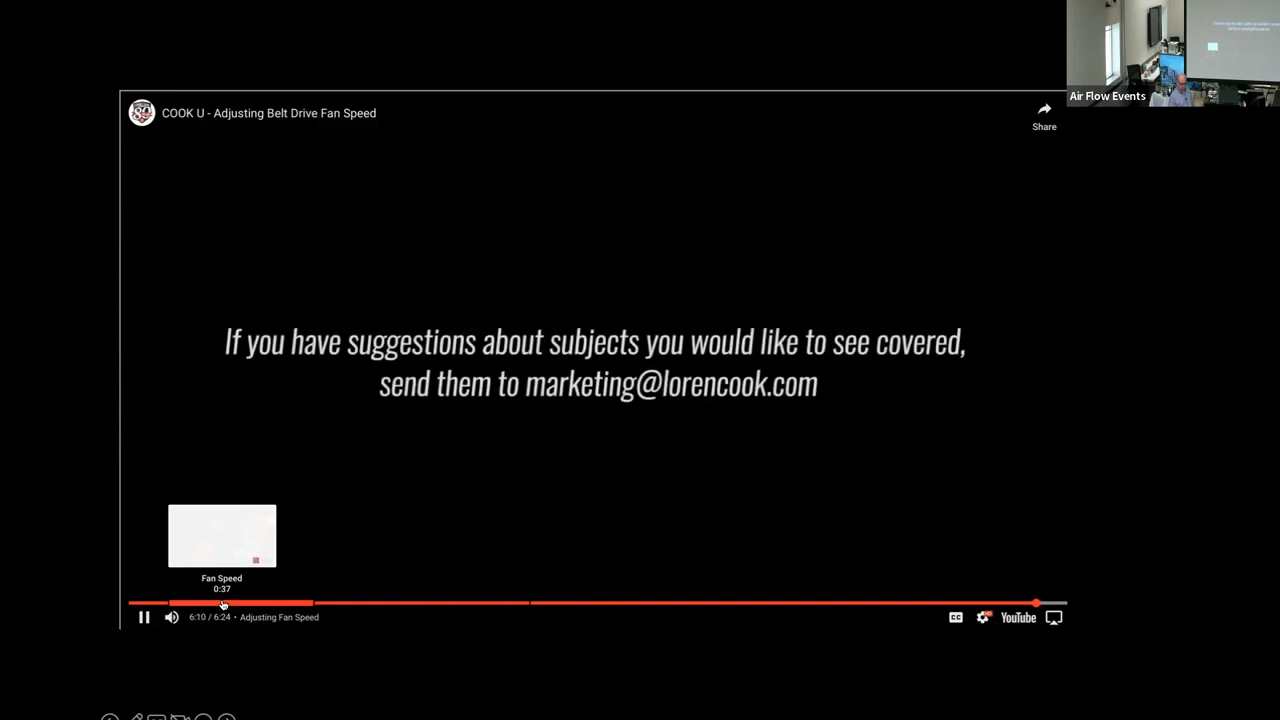 Air Flow Events
COOK U - Adjusting Belt Drive Fan Speed
Share
If you have suggestions about subjects you would like to see covered,
send them to marketing@lorencook.com
Fan Speed
0:37
6:10 / 6:24 • Adjusting Fan Speed
CC
HD
YouTube